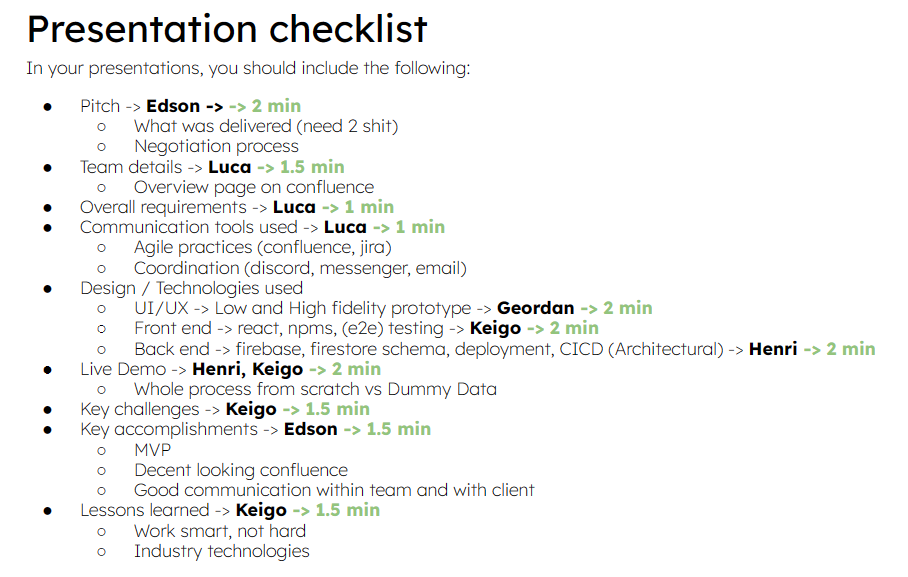 Presentation checklist
In your presentations, you should include the following:
● Pitch -> Edson -> -> 2 min
○ What was delivered (need 2 shit)
○ Negotiation process
● Team details -> Luca -> 1.5 min
○ Overview page on confluence
● Overall requirements -> Luca -> 1 min
● Communication tools used -> Luca -> 1 min
○ Agile practices (confluence, jira)
○ Coordination (discord, messenger, email)
● Design / Technologies used
○ UI/UX -> Low and High fidelity prototype -> Geordan -> 2 min
○ Front end -> react, npms, (e2e) testing -> Keigo -> 2 min
○ Back end -> firebase, firestore schema, deployment, CICD (Architectural) -> Henri -> 2 min
● Live Demo -> Henri, Keigo -> 2 min
○ Whole process from scratch vs Dummy Data
● Key challenges -> Keigo -> 1.5 min
● Key accomplishments -> Edson -> 1.5 min
○ MVP
○ Decent looking confluence
○ Good communication within team and with client
● Lessons learned -> Keigo -> 1.5 min
○ Work smart, not hard
○ Industry technologies